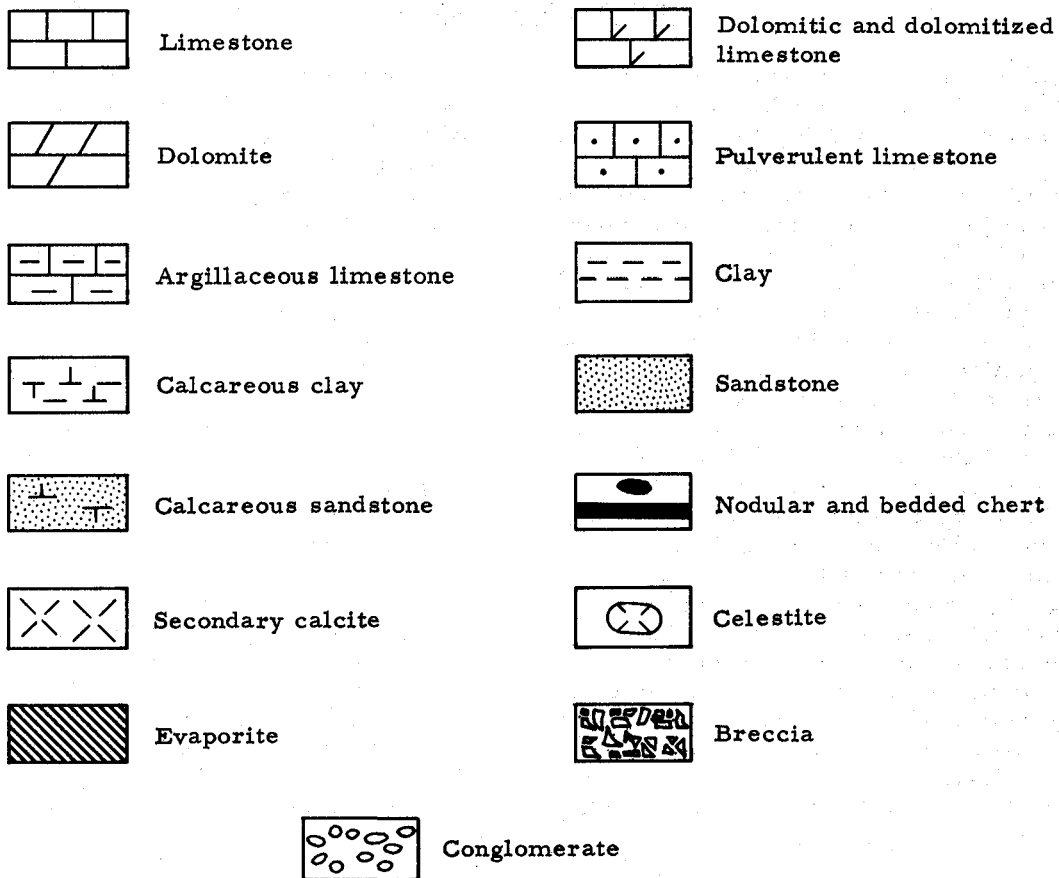 Limestone
Dolomitic and dolomitized
limestone
Dolomite
Pulverulent limestone
Argillaceous limestone
Clay
Calcareous clay
Sandstone
Calcareous sandstone
Nodular and bedded chert
Secondary calcite
Celestite
Evaporite
Breccia
Conglomerate